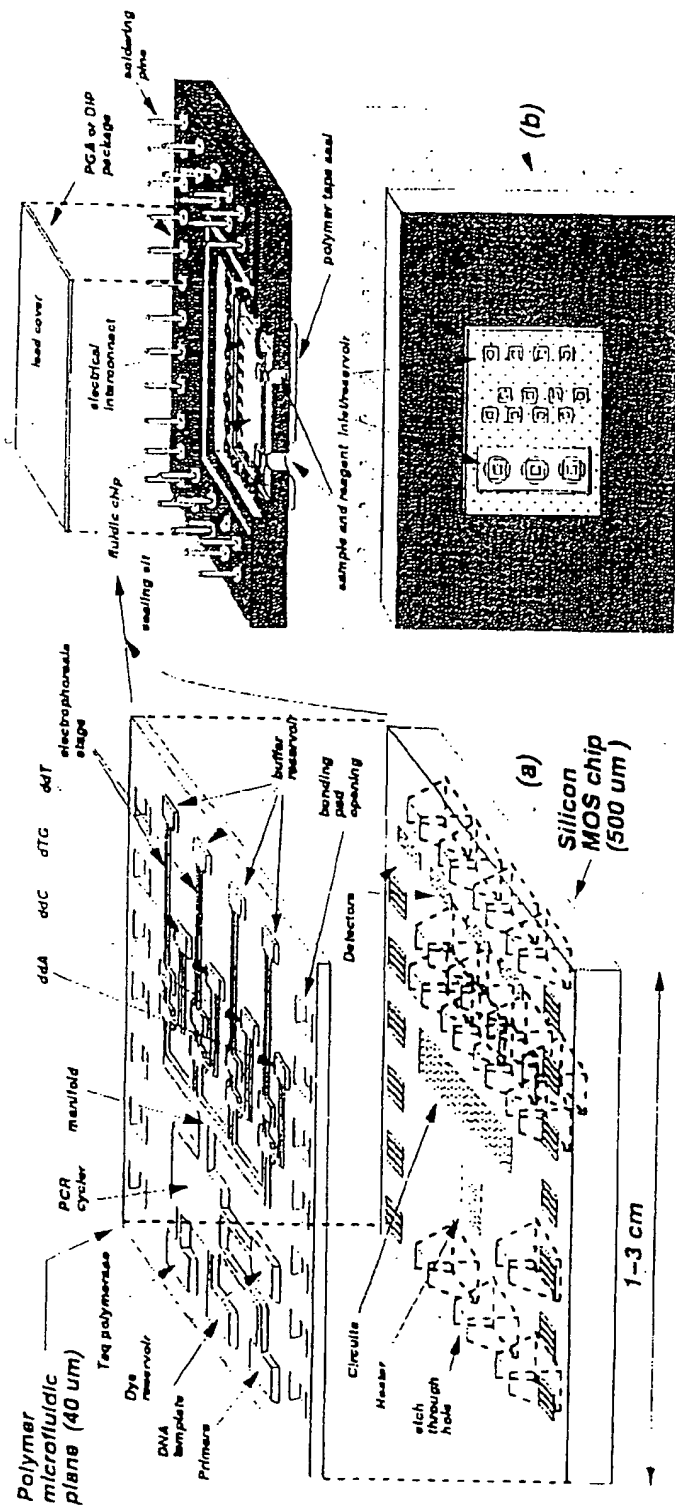 Polymer
microfluidic
plane (40 um)
Taq polymerase
PCR
cycler
manifold
ddA
ddC
dTG
ddT
electrophoresis
stage
Dye
reservoir
DNA
template
Primers
buffer
reservoir
bonding
pad
opening
Circuits
Heater
etch
through
hole
Detectors
(a)
Silicon
MOS chip
(500 um)
1-3 cm
sealing slit
fluidic chip
electrical
interconnect
lead cover
PGA or DIP
package
soldering
pins
polymer tape seal
sample and reagent inlet/reservoir
(b)